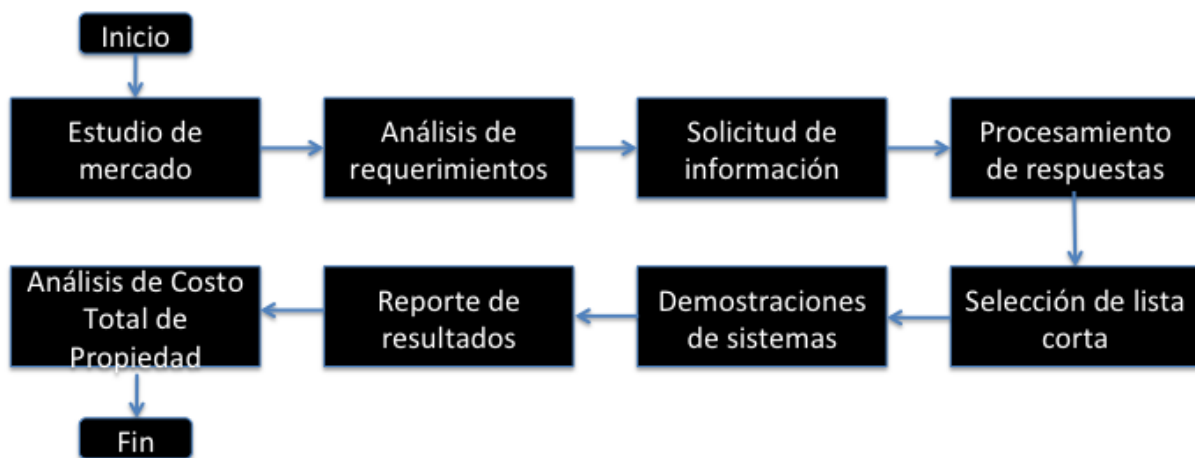 Inicio
Estudio de
mercado
Análisis de
requerimientos
Solicitud de
información
Procesamiento
de respuestas
Selección de lista
corta
Demostraciones
de sistemas
Reporte de
resultados
Análisis de Costo
Total de
Propiedad
Fin